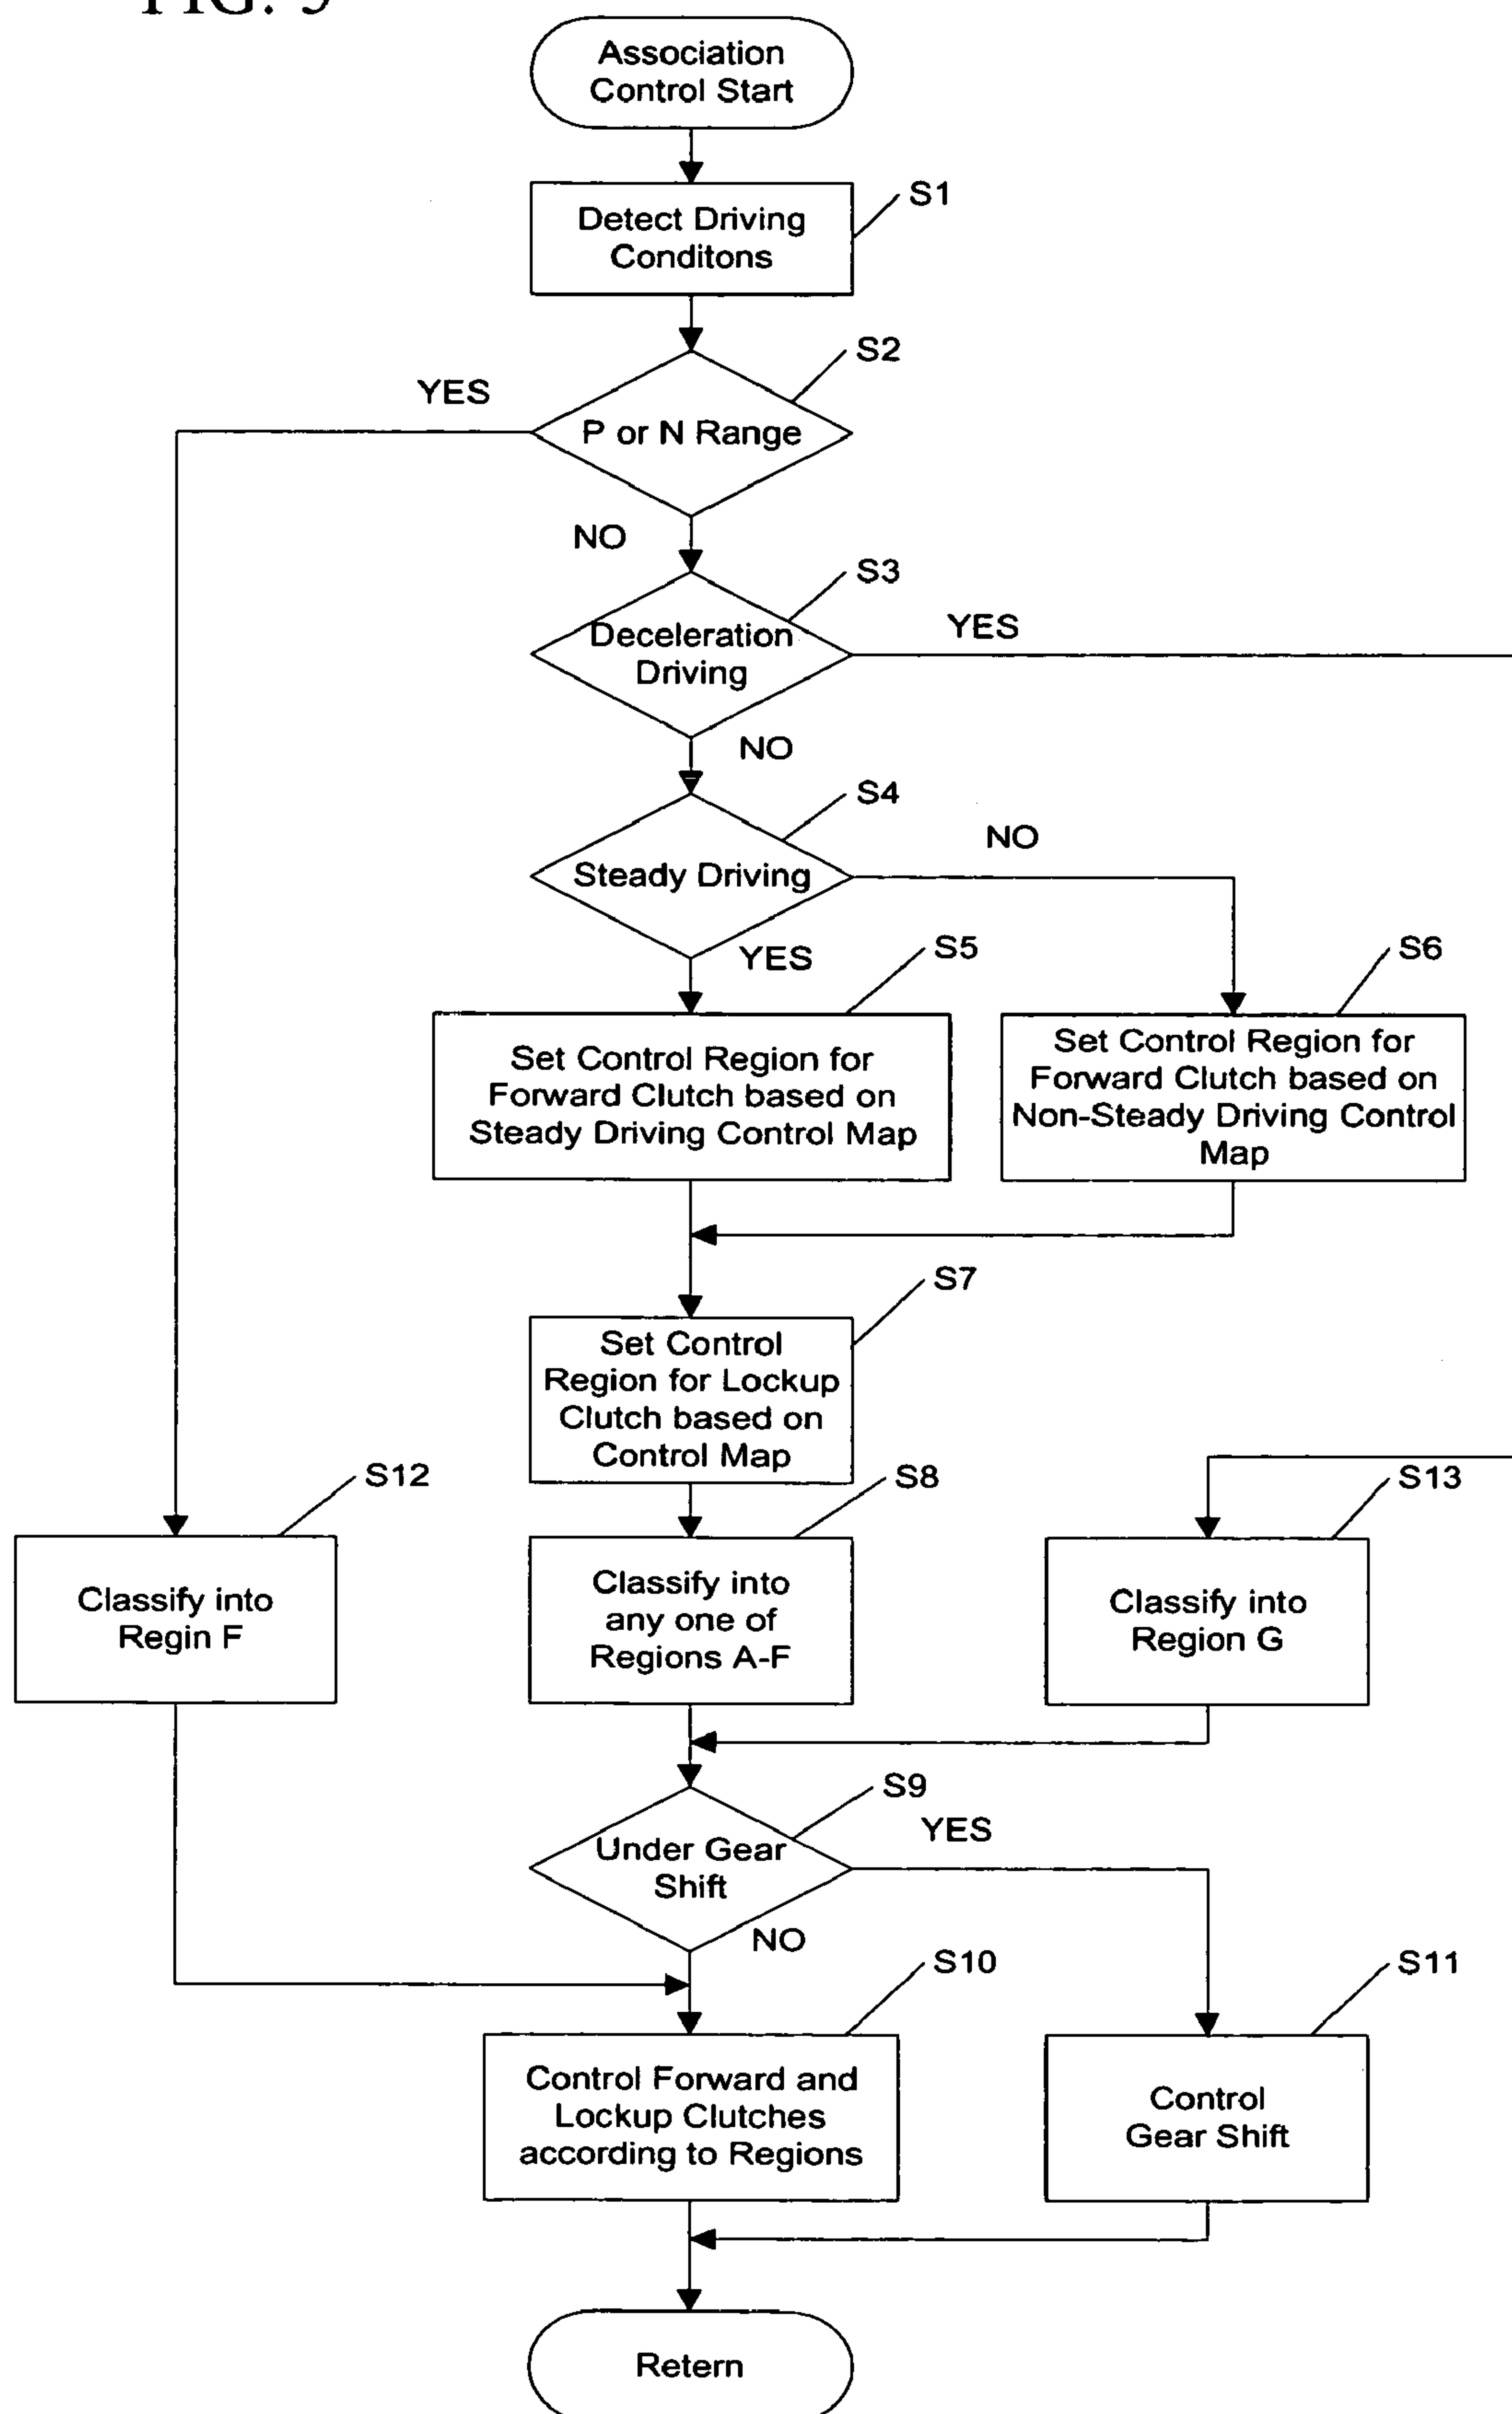 FIG. 9
Association
Control Start
S1
Detect Driving
Conditons
S2
YES
P or N Range
NO
S3
Deceleration
Driving
YES
NO
S4
Steady Driving
NO
YES
S5
S6
Set Control Region for
Forward Clutch based on
Steady Driving Control Map
Set Control Region for
Forward Clutch based on
Non-Steady Driving Control
Map
S7
Set Control
Region for Lockup
Clutch based on
Control Map
S12
S8
S13
Classify into
Regin F
Classify into
any one of
Regions A-F
Classify into
Region G
S9
Under Gear
Shift
YES
NO
S10
S11
Control Forward and
Lockup Clutches
according to Regions
Control
Gear Shift
Retern